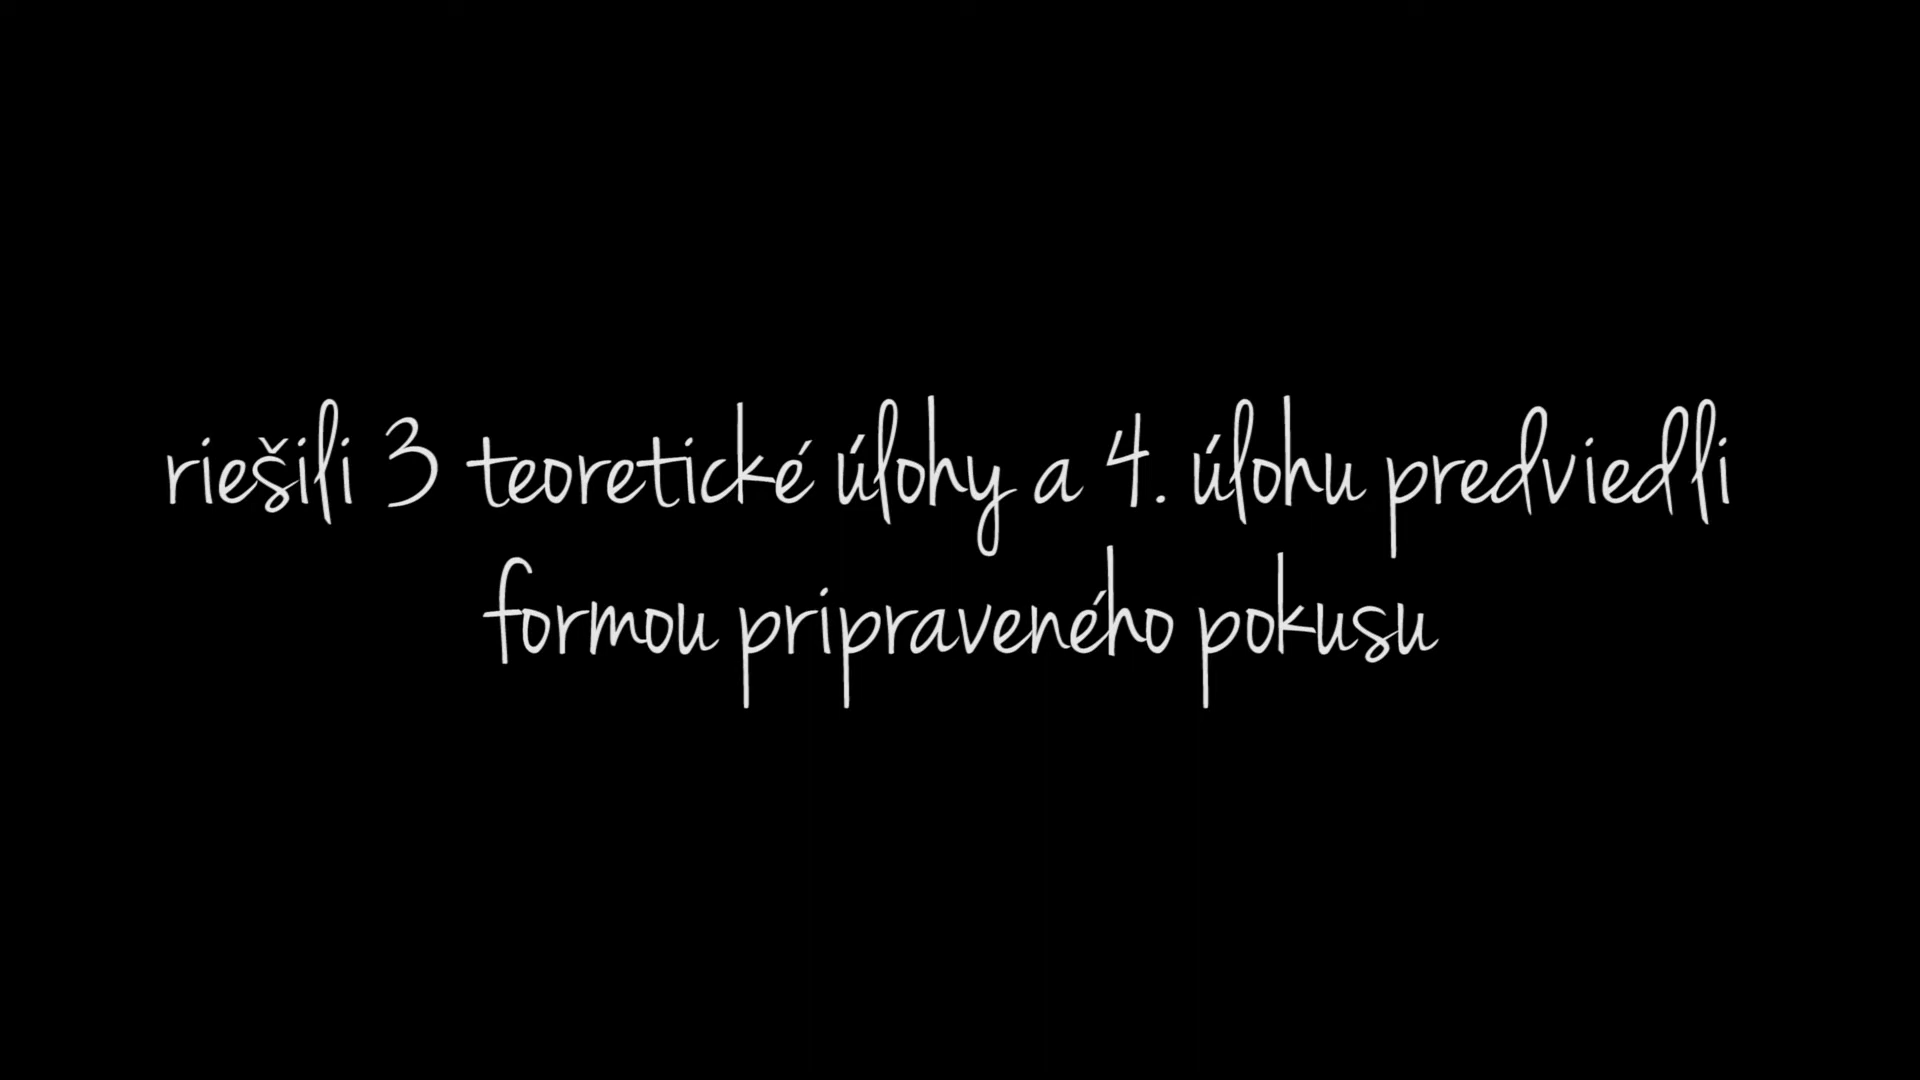 riešili 3 teoretické úlohy a 4. úlohu predviedli
formou pripraveného pokusu